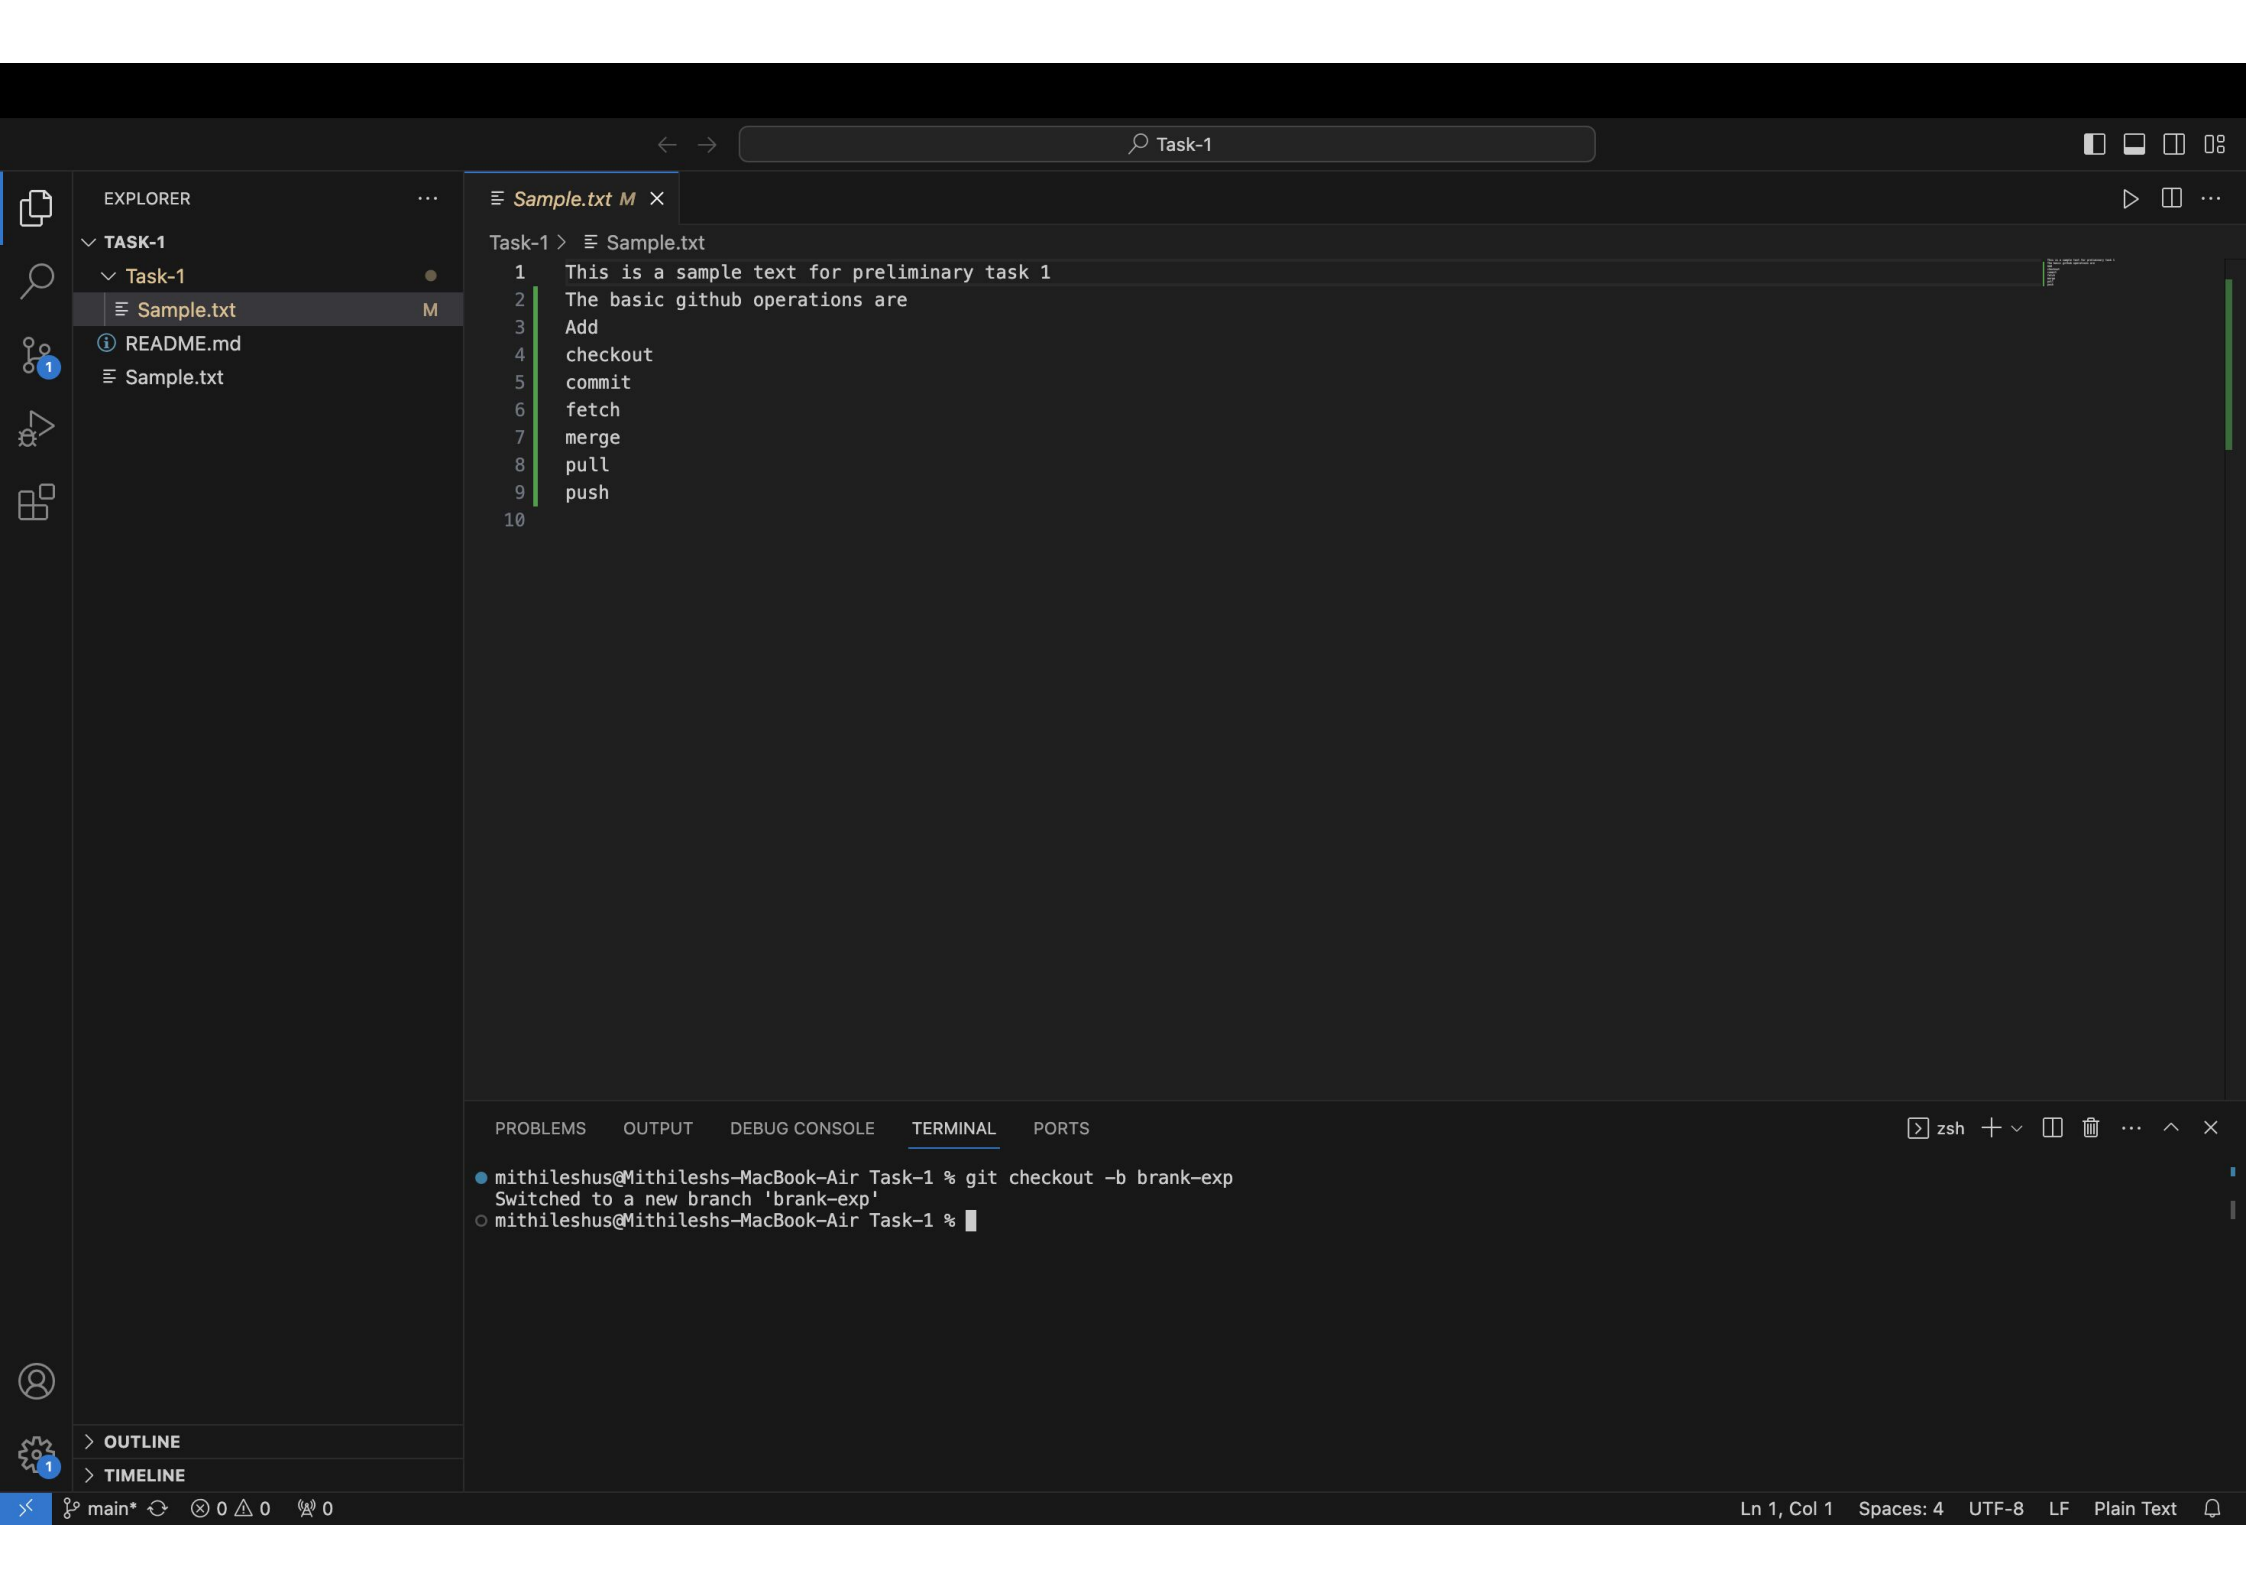 Task-1
EXPLORER
TASK-1
Task-1
Sample.txt M
README.md
Sample.txt
Sample.txt M
Task-1 > Sample.txt
1 This is a sample text for preliminary task 1
2 The basic github operations are
3 Add
4 checkout
5 commit
6 fetch
7 merge
8 pull
9 push
10
1
PROBLEMS OUTPUT DEBUG CONSOLE TERMINAL PORTS
zsh
mithileshus@Mithileshs-MacBook-Air Task-1 % git checkout -b brank-exp
Switched to a new branch 'brank-exp'
mithileshus@Mithileshs-MacBook-Air Task-1 %
OUTLINE
1
TIMELINE
main* 0 0 0
Ln 1, Col 1 Spaces: 4 UTF-8 LF Plain Text